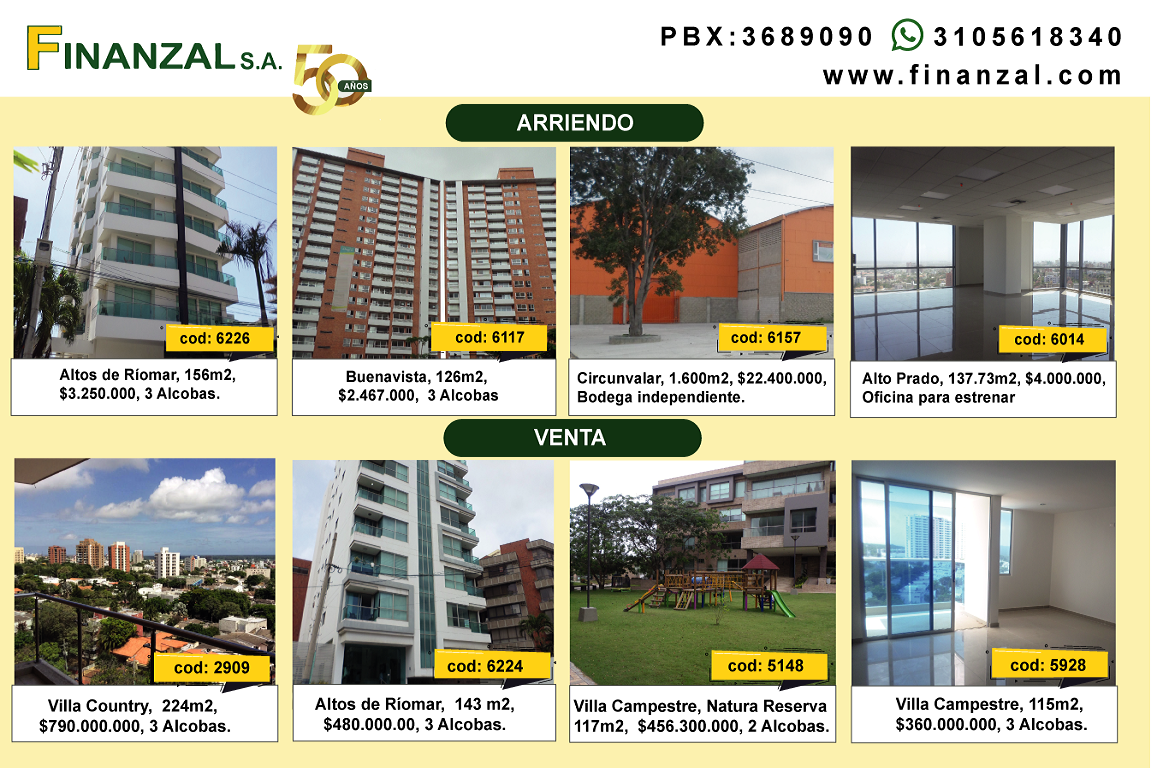 FINANZAL S.A.
50 AÑOS
PBX:3689090 3105618340
www.finanzal.com
ARRIENDO
cod: 6226
Altos de Ríomar, 156m2,
$3.250.000, 3 Alcobas.
cod: 6117
Buenavista, 126m2,
$2.467.000, 3 Alcobas
cod: 6157
Circunvalar, 1.600m2, $22.400.000,
Bodega independiente.
cod: 6014
Alto Prado, 137.73m2, $4.000.000,
Oficina para estrenar
VENTA
cod: 2909
Villa Country, 224m2,
$790.000.000, 3 Alcobas.
cod: 6224
Altos de Ríomar, 143 m2,
$480.000.00, 3 Alcobas.
cod: 5148
Villa Campestre, Natura Reserva
117m2, $456.300.000, 2 Alcobas.
cod: 5928
Villa Campestre, 115m2,
$360.000.000, 3 Alcobas.